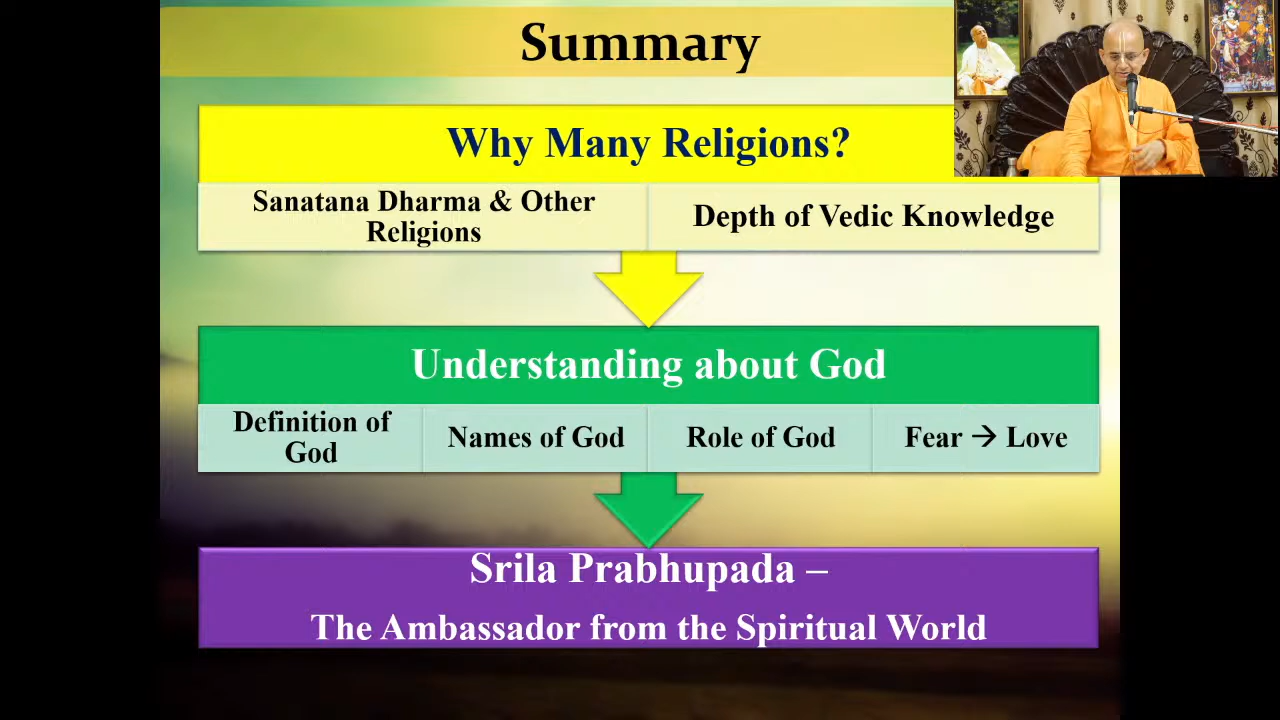 Summary
Why Many Religions?
Sanatana Dharma & Other
Religions
Depth of Vedic Knowledge
Understanding about God
Definition of
God
Names of God
Role of God
Fear → Love
Srila Prabhupada –
The Ambassador from the Spiritual World